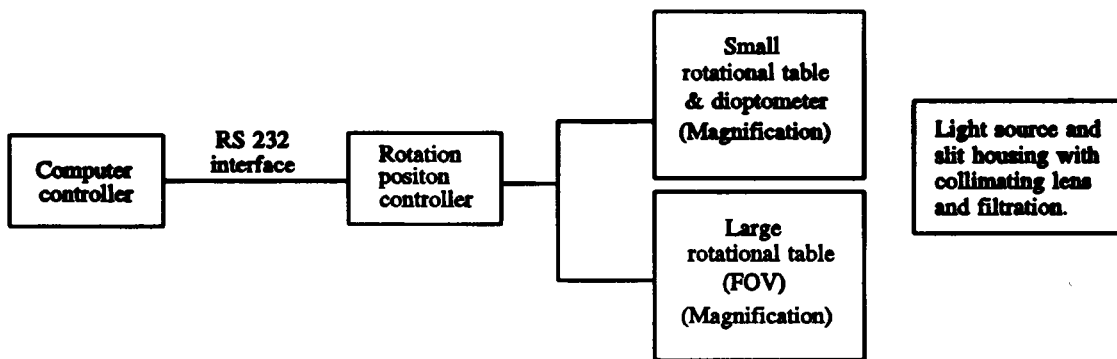 Computer
controller
RS 232
interface
Rotation
positon
controller
Small
rotational table
& dioptometer
(Magnification)
Large
rotational table
(FOV)
(Magnification)
Light source and
slit housing with
collimating lens
and filtration.